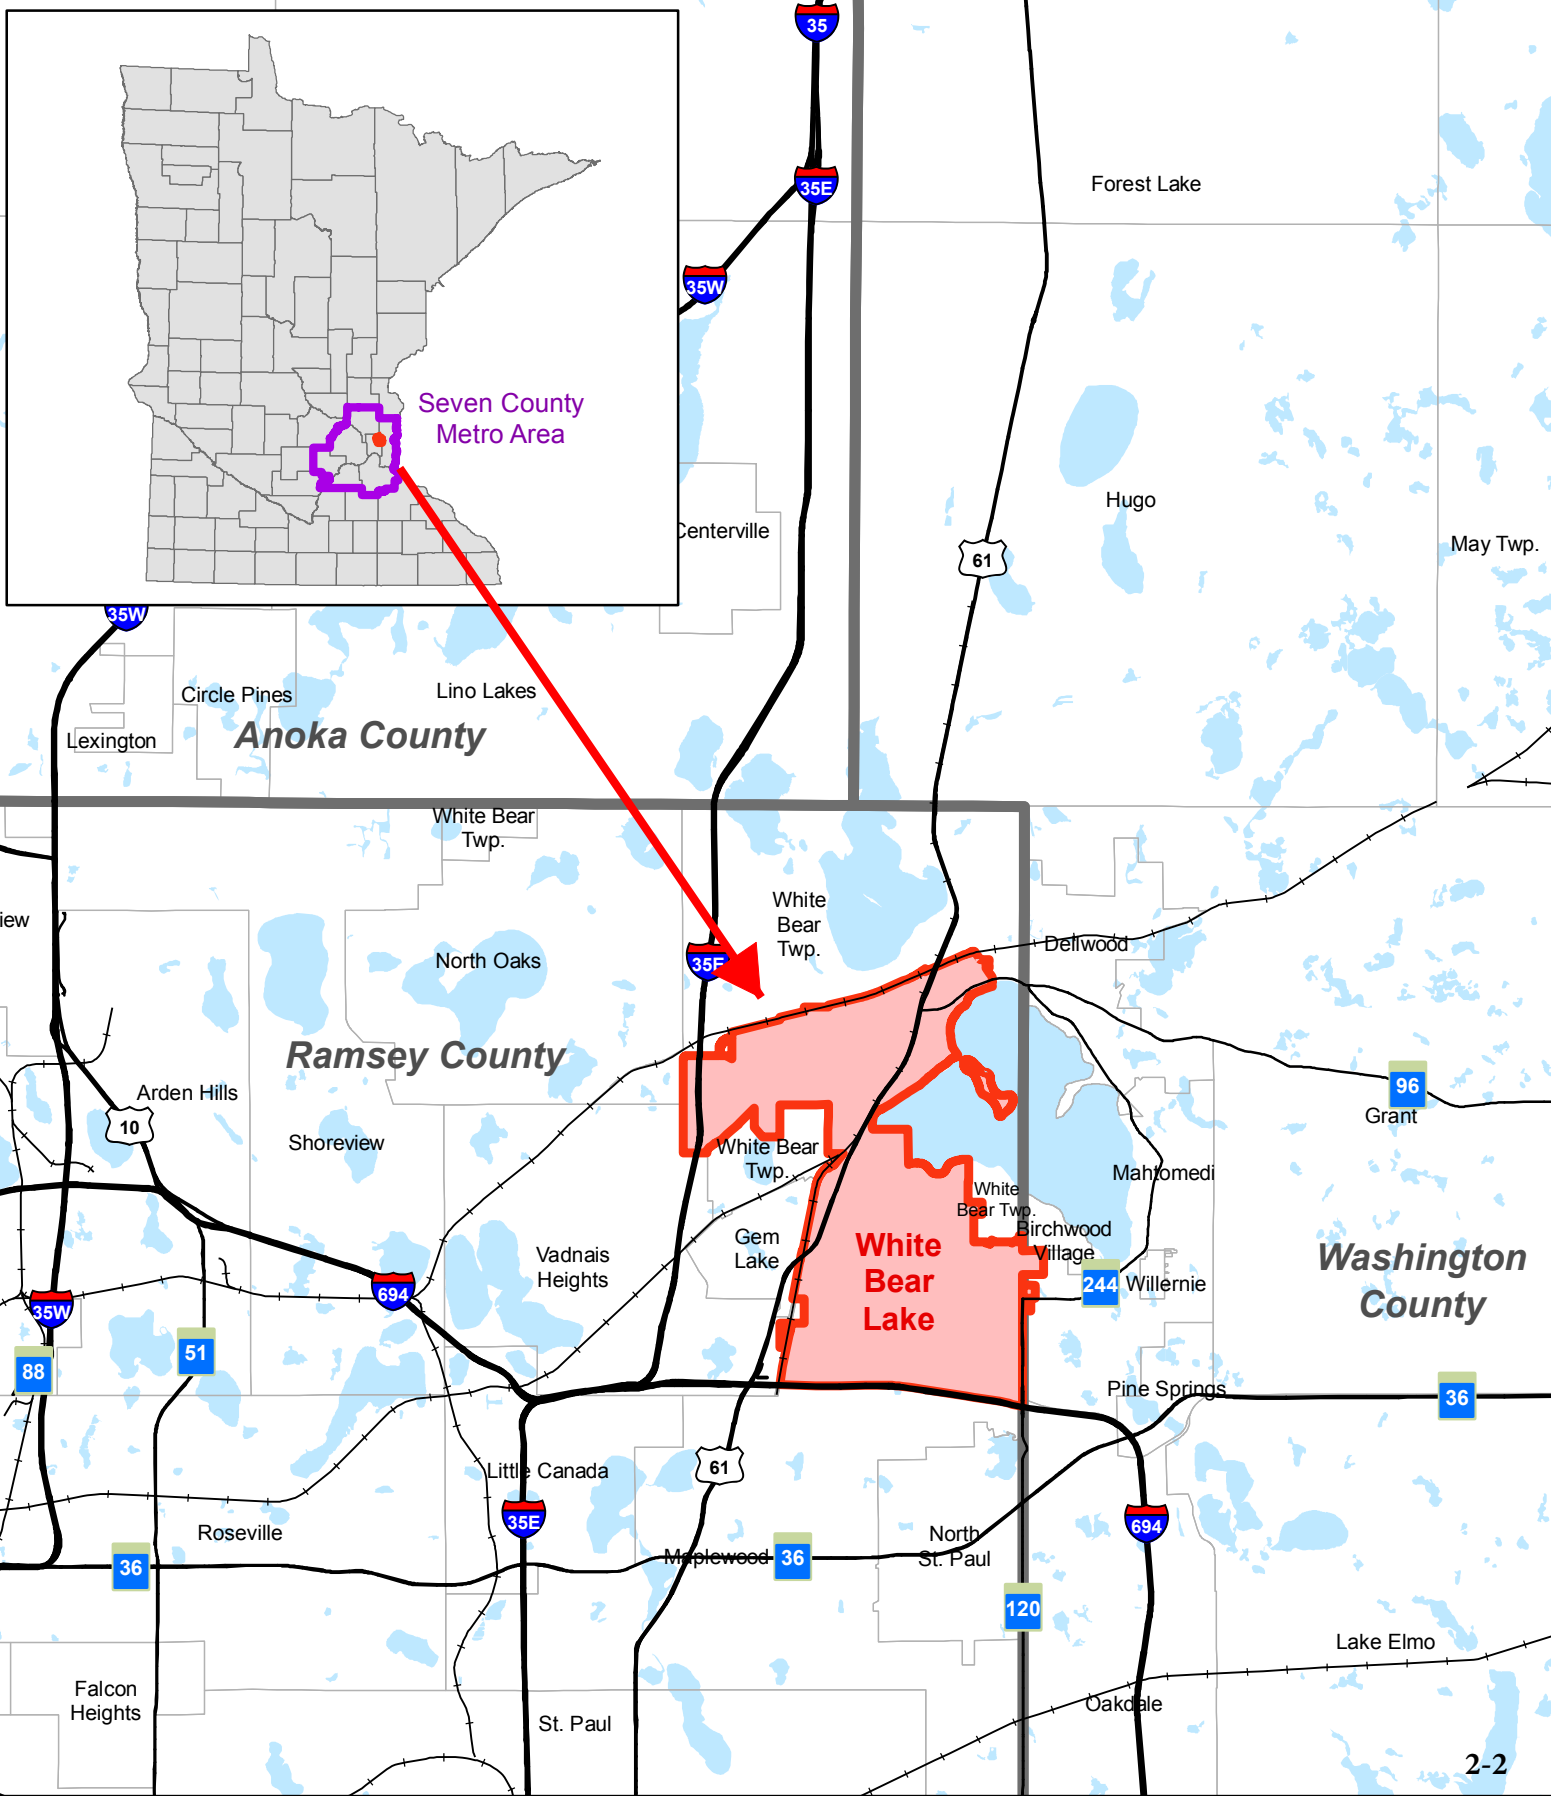 35
35E
Forest Lake
35W
Seven County
Metro Area
Hugo
Centerville
May Twp.
61
35W
Circle Pines
Lino Lakes
Anoka County
Lexington
White Bear
Twp.
White
Bear
Twp.
iew
North Oaks
35E
Dellwood
Ramsey County
Arden Hills
96
Grant
10
Shoreview
White Bear
Twp.
Mahtomedi
White
Bear Twp.
Birchwood
Village
Gem
Lake
Vadnais
Heights
White
Bear
Lake
Washington
County
244
Willernie
694
35W
51
88
Pine Springs
36
61
Little Canada
35E
694
Roseville
North
St. Paul
36
Maplewood
36
120
Lake Elmo
Falcon
Heights
Oakdale
St. Paul
2-2